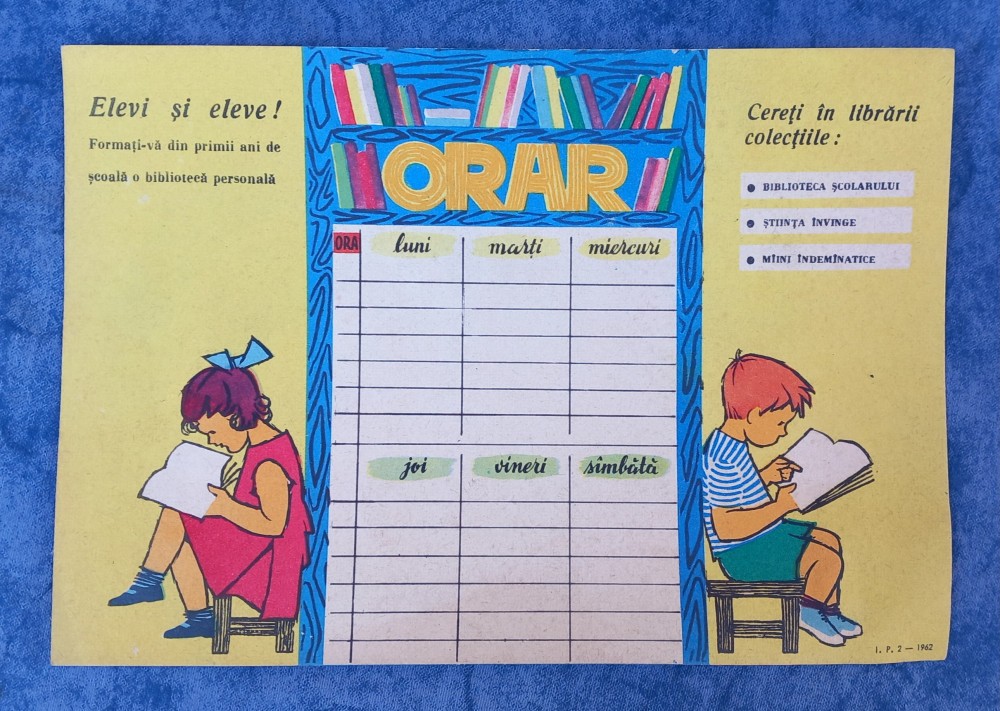 Elevi și eleve!
Formați-vă din primii ani de
școală o bibliotecă personală
ORAR
ORA luni marți miercuri
joi vineri sîmbătă
Cereți în librării
colecțiile:
● BIBLIOTECA ȘCOLARULUI
● ȘTIINȚA ÎNVINGE
● MÎINI ÎNDEMÎNATICE
I. P. 2 — 1962